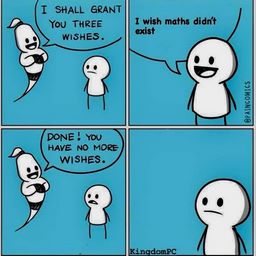 I SHALL GRANT
YOU THREE
WISHES.
I wish maths didn't
exist
@PAINCOMICS
DONE! YOU
HAVE NO MORE
WISHES.
KingdomPC